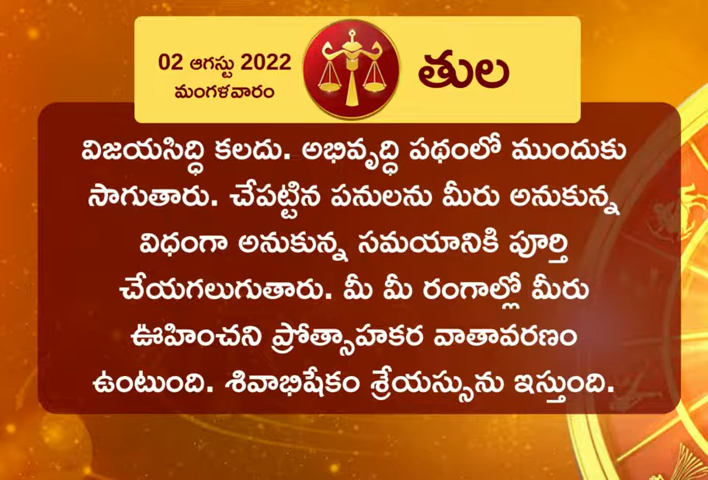 02 ఆగస్టు 2022
మంగళవారం
తుల
విజయసిద్ధి కలదు. అభివృద్ధి పథంలో ముందుకు
సాగుతారు. చేపట్టిన పనులను మీరు అనుకున్న
విధంగా అనుకున్న సమయానికి పూర్తి
చేయగలుగుతారు. మీ మీ రంగాల్లో మీరు
ఊహించని ప్రోత్సాహకర వాతావరణం
ఉంటుంది. శివాభిషేకం శ్రేయస్సును ఇస్తుంది.